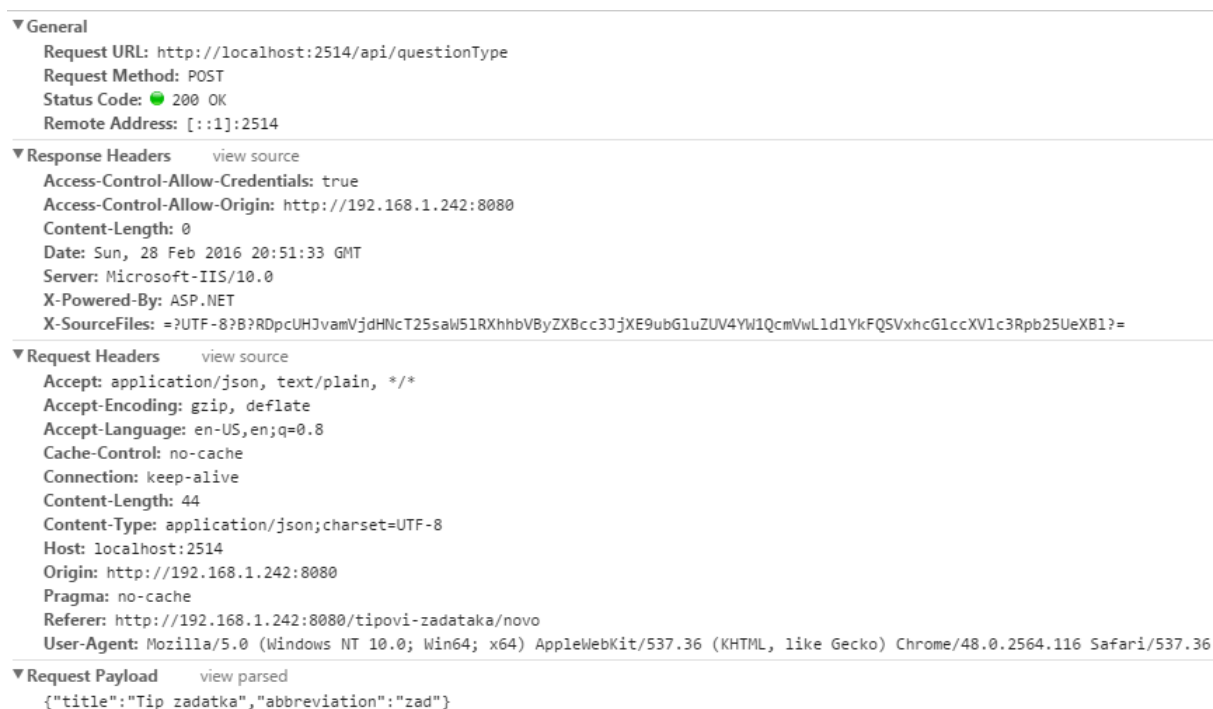 ▼General
Request URL: http://localhost:2514/api/questionType
Request Method: POST
Status Code: 200 OK
Remote Address: [::1]:2514
▼Response Headers view source
Access-Control-Allow-Credentials: true
Access-Control-Allow-Origin: http://192.168.1.242:8080
Content-Length: 0
Date: Sun, 28 Feb 2016 20:51:33 GMT
Server: Microsoft-IIS/10.0
X-Powered-By: ASP.NET
X-SourceFiles: =?UTF-8?B?RDpcUHJvamVjdHNcT25saW5lRXhhbVByZXBcc3JjXE9ubGluZUV4YW1QcmVwLldlYkFQSVxhcGlccXVlc3Rpb25UeXBl?=
▼Request Headers view source
Accept: application/json, text/plain, */*
Accept-Encoding: gzip, deflate
Accept-Language: en-US,en;q=0.8
Cache-Control: no-cache
Connection: keep-alive
Content-Length: 44
Content-Type: application/json;charset=UTF-8
Host: localhost:2514
Origin: http://192.168.1.242:8080
Pragma: no-cache
Referer: http://192.168.1.242:8080/tipovi-zadataka/novo
User-Agent: Mozilla/5.0 (Windows NT 10.0; Win64; x64) AppleWebKit/537.36 (KHTML, like Gecko) Chrome/48.0.2564.116 Safari/537.36
▼Request Payload view parsed
{"title":"Tip zadatka","abbreviation":"zad"}